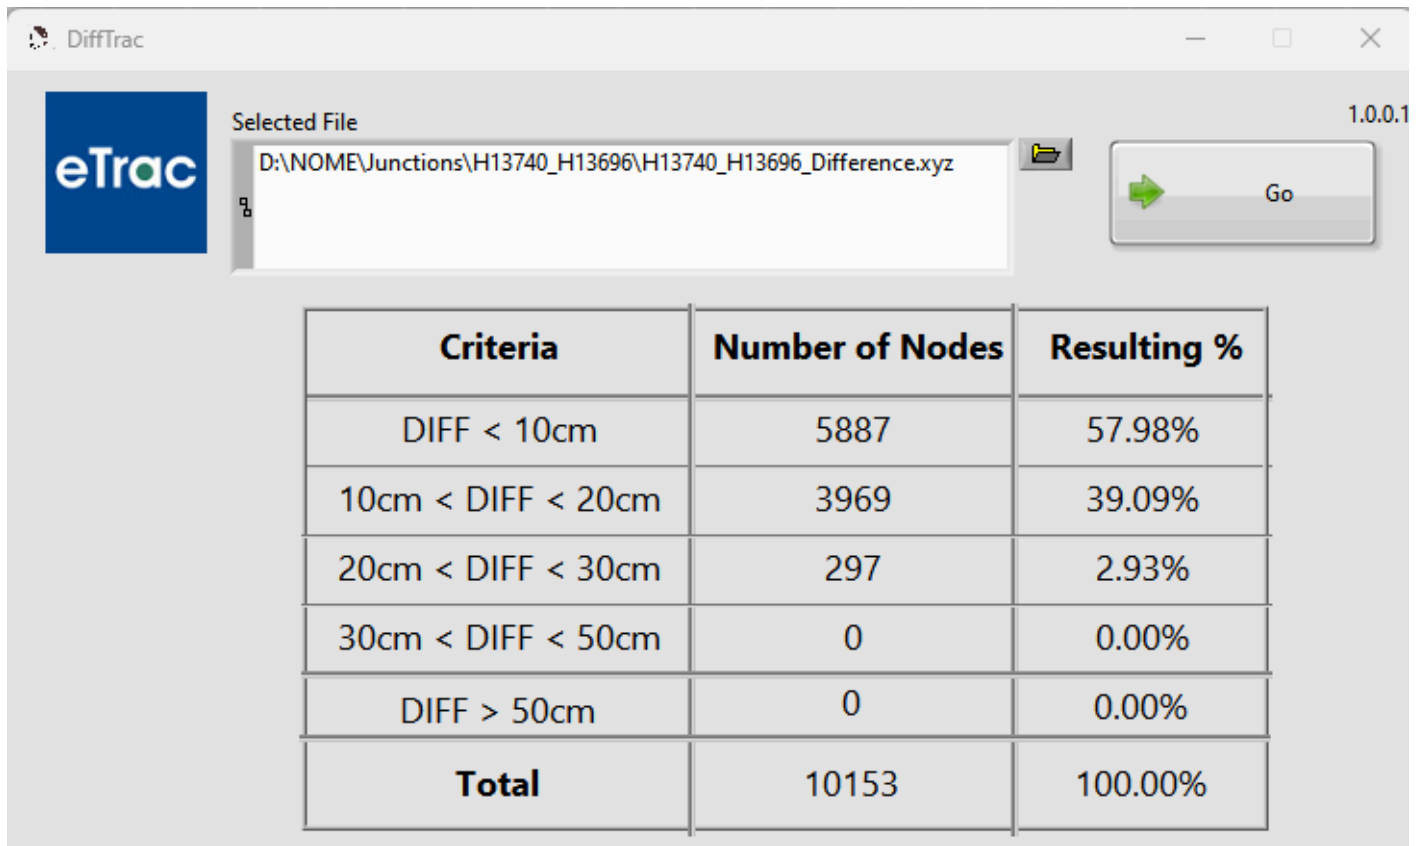 DiffTrac
1.0.0.1
eTrac
Selected File
D:\NOME\Junctions\H13740_H13696\H13740_H13696_Difference.xyz
Go
Criteria Number of Nodes Resulting %
DIFF < 10cm 5887 57.98%
10cm < DIFF < 20cm 3969 39.09%
20cm < DIFF < 30cm 297 2.93%
30cm < DIFF < 50cm 0 0.00%
DIFF > 50cm 0 0.00%
Total 10153 100.00%